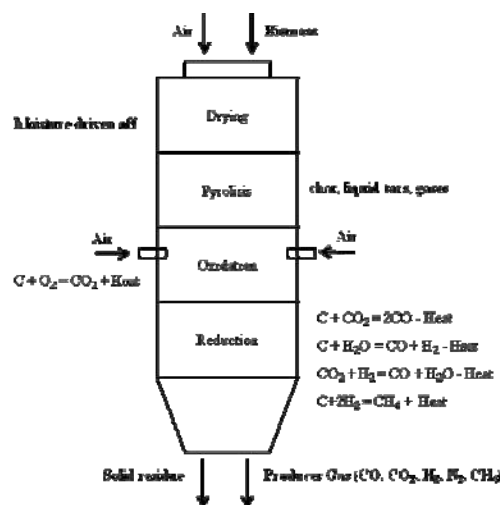 Air Biomass
Drying
Moisture driven off
Pyrolisis
char, liquid tars, gases
Air
Air
Oxidation
C + O₂ = CO₂ + Heat
Reduction
C + CO₂ = 2CO - Heat
C + H₂O = CO + H₂ - Heat
CO₂ + H₂ = CO + H₂O - Heat
C+2H₂ = CH₄ + Heat
Solid residue
Producer Gas (CO, CO₂, H₂, N₂, CH₄)